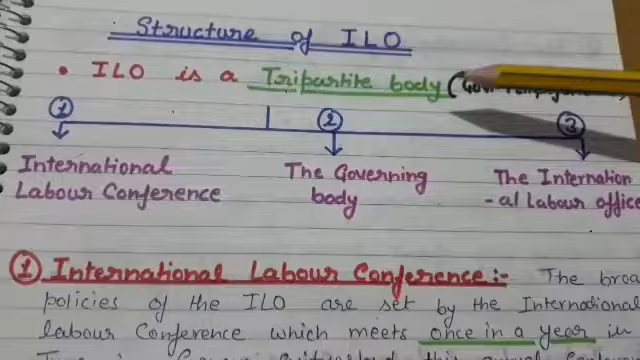 Structure of ILO
• ILO is a Tripartite body (
① ② ③
International Labour Conference
The Governing body
The Internation-al Labour office
① International Labour Conference:- The broa
policies of the ILO are set by the International
labour Conference which meets once in a year in